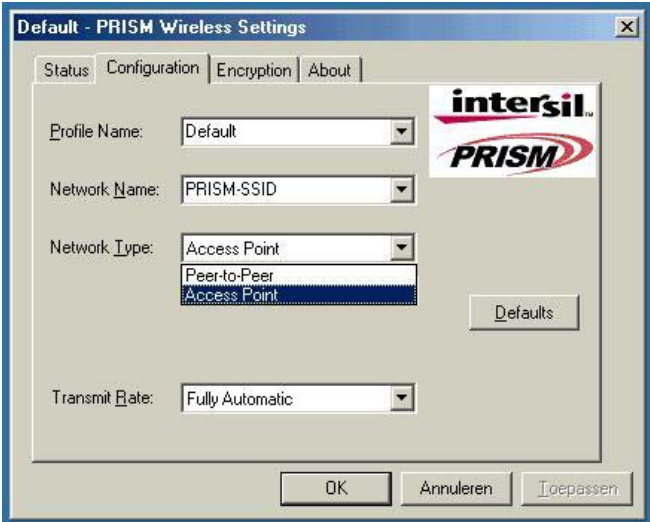 Default - PRISM Wireless Settings
Status Configuration Encryption About
intersil™
PRISM
Profile Name: Default
Network Name: PRISM-SSID
Network Type: Access Point
Peer-to-Peer
Access Point
Defaults
Transmit Rate: Fully Automatic
OK Annuleren Toepassen